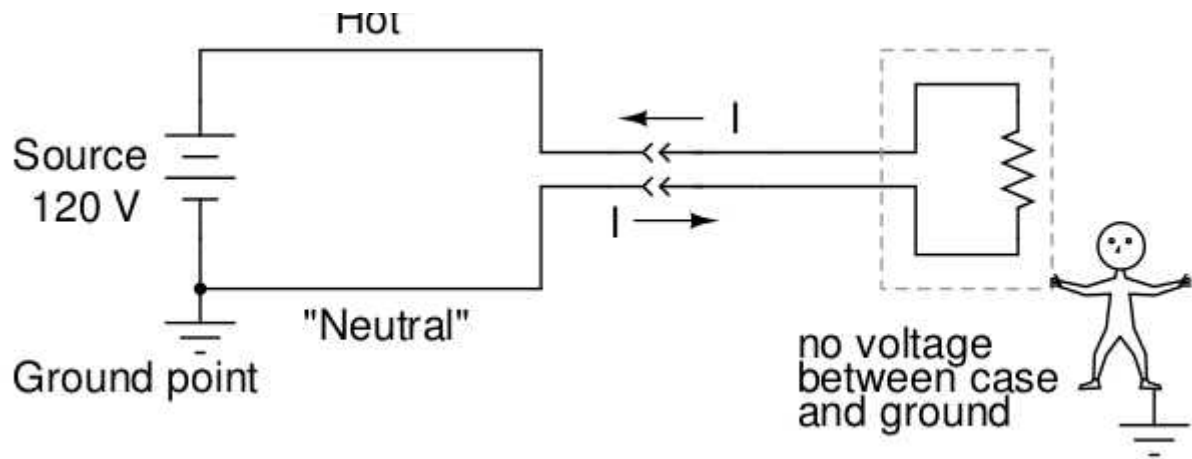 Hot
I
Source
120 V
I
"Neutral"
Ground point
no voltage
between case
and ground